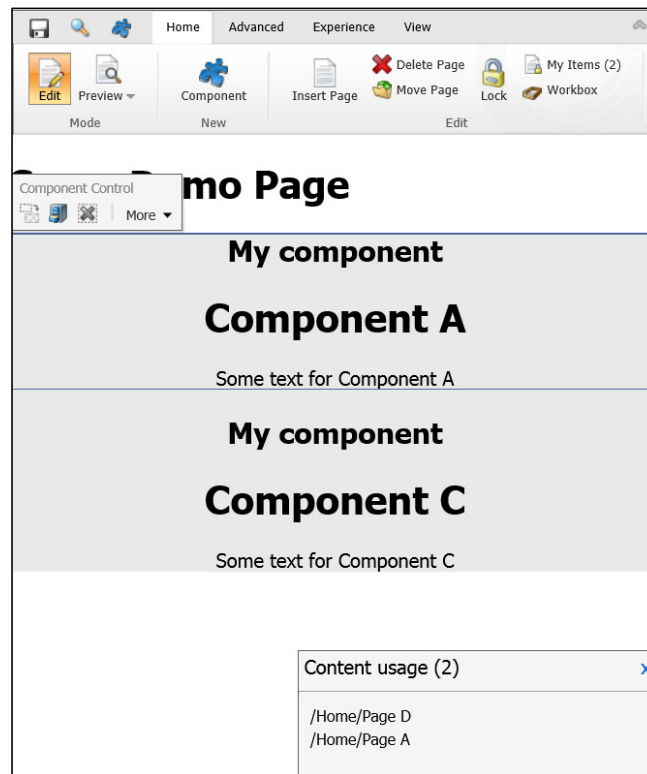 Home Advanced Experience View
Edit Preview Component Insert Page Delete Page Move Page Lock My Items (2) Workbox
Mode New Edit
mo Page
Component Control
More
My component
Component A
Some text for Component A
My component
Component C
Some text for Component C
Content usage (2) x
/Home/Page D
/Home/Page A